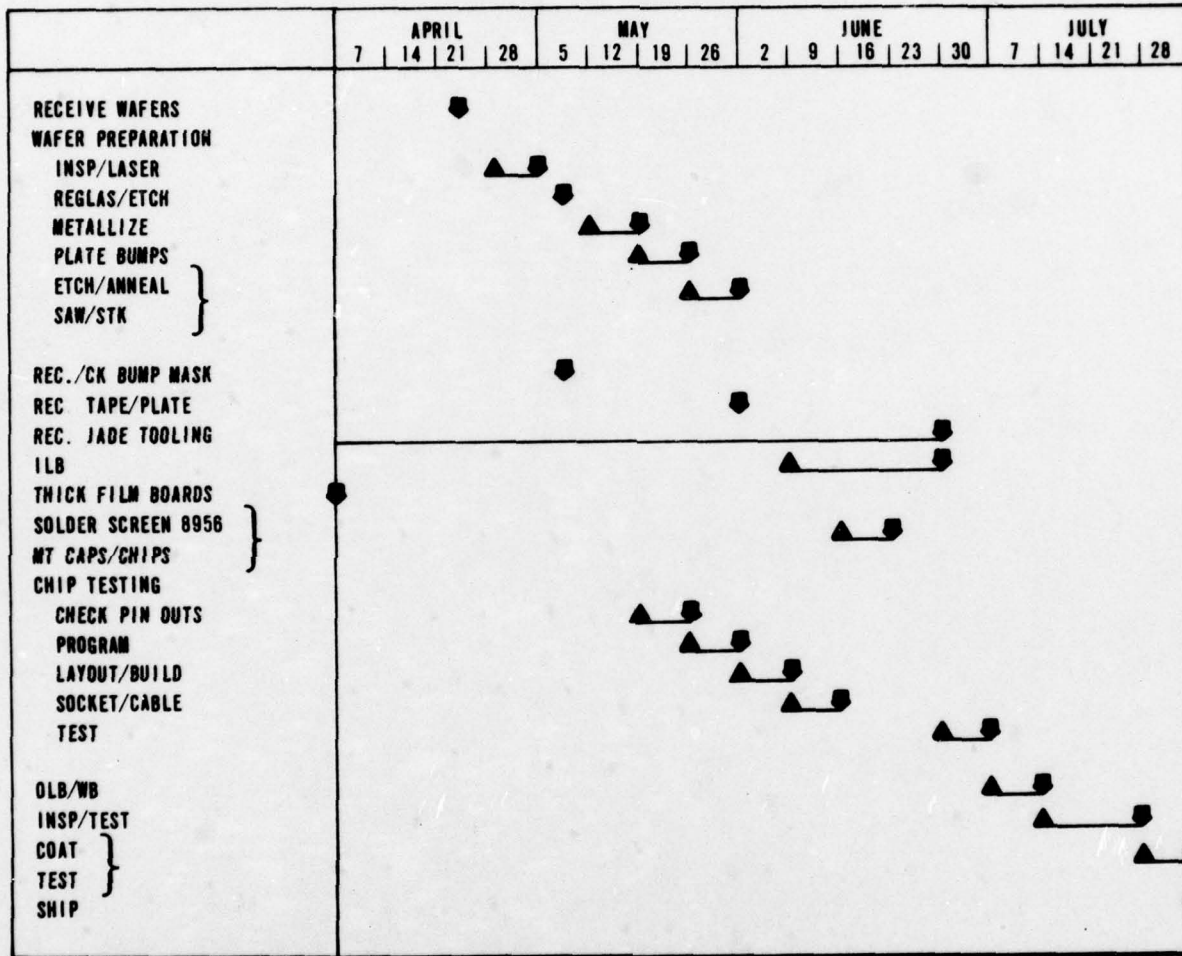 APRIL MAY JUNE JULY
7 | 14 | 21 | 28 | 5 | 12 | 19 | 26 | 2 | 9 | 16 | 23 | 30 | 7 | 14 | 21 | 28
RECEIVE WAFERS
WAFER PREPARATION
INSP/LASER
REGLAS/ETCH
METALLIZE
PLATE BUMPS
ETCH/ANNEAL
SAW/STK
REC./CK BUMP MASK
REC TAPE/PLATE
REC. JADE TOOLING
ILB
THICK FILM BOARDS
SOLDER SCREEN 8956
MT CAPS/CHIPS
CHIP TESTING
CHECK PIN OUTS
PROGRAM
LAYOUT/BUILD
SOCKET/CABLE
TEST
OLB/WB
INSP/TEST
COAT
TEST
SHIP